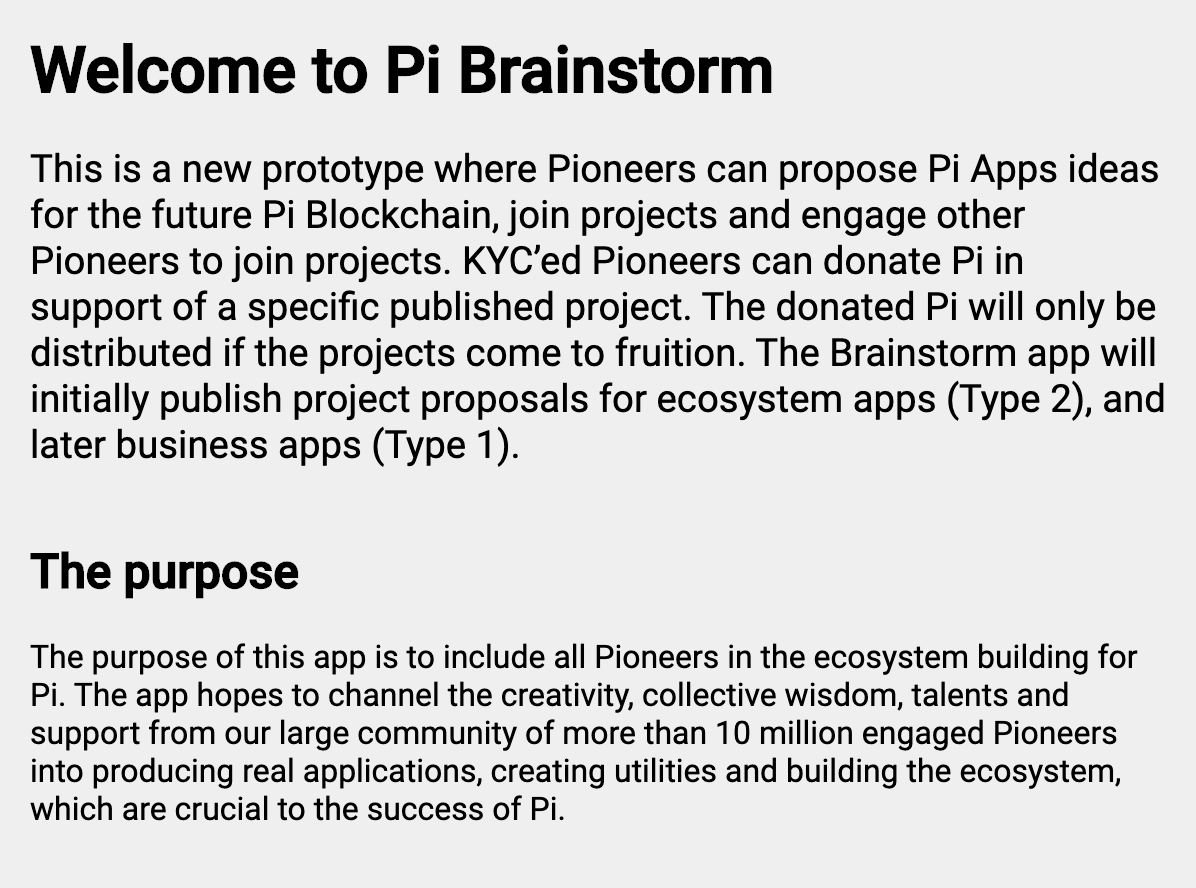 Welcome to Pi Brainstorm
This is a new prototype where Pioneers can propose Pi Apps ideas
for the future Pi Blockchain, join projects and engage other
Pioneers to join projects. KYC’ed Pioneers can donate Pi in
support of a specific published project. The donated Pi will only be
distributed if the projects come to fruition. The Brainstorm app will
initially publish project proposals for ecosystem apps (Type 2), and
later business apps (Type 1).
The purpose
The purpose of this app is to include all Pioneers in the ecosystem building for
Pi. The app hopes to channel the creativity, collective wisdom, talents and
support from our large community of more than 10 million engaged Pioneers
into producing real applications, creating utilities and building the ecosystem,
which are crucial to the success of Pi.